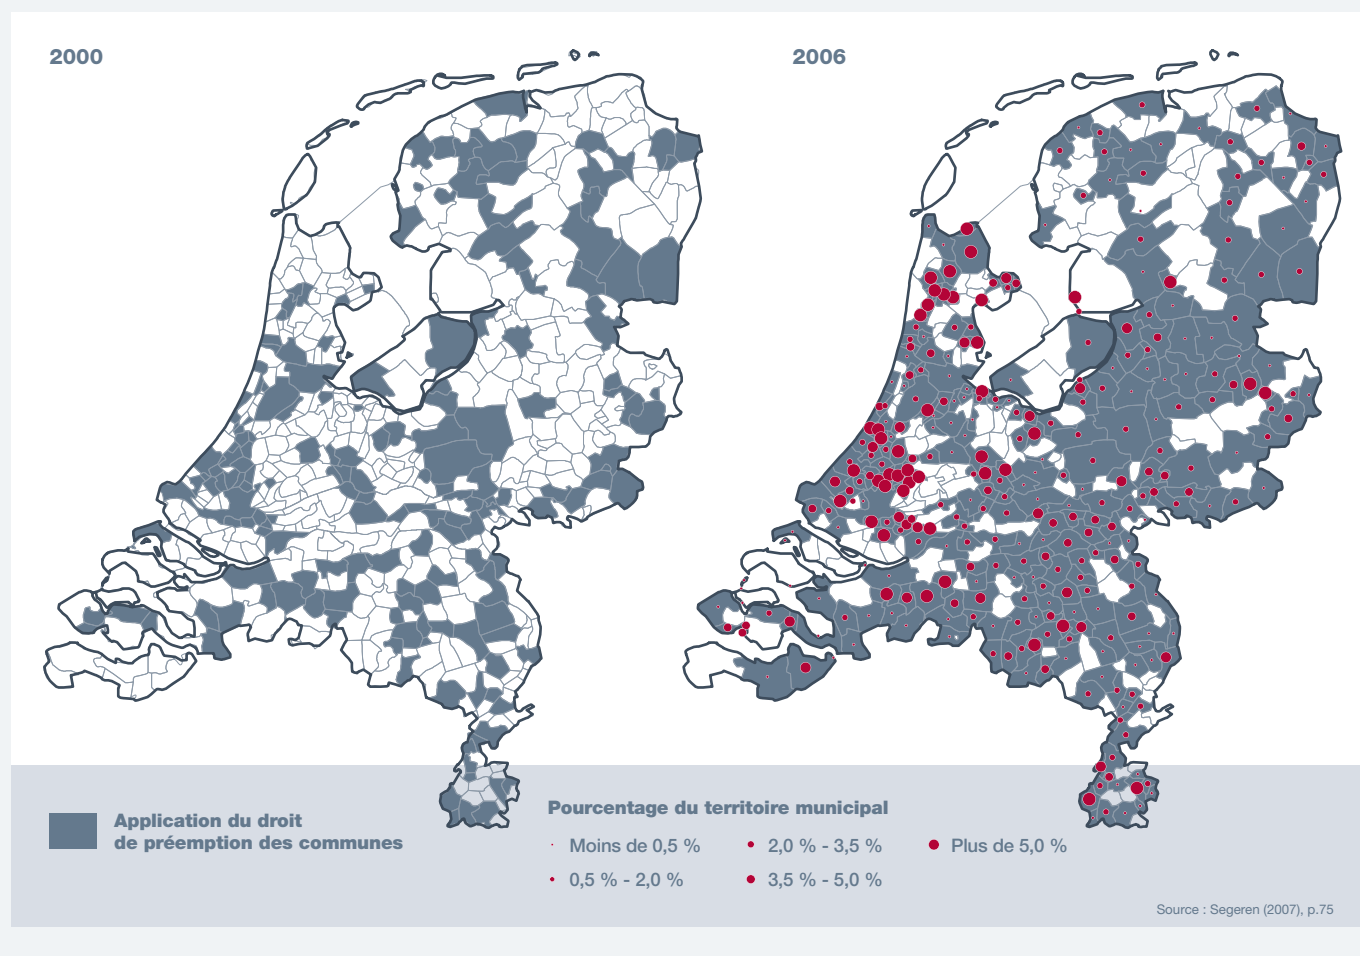 2000
2006
Application du droit
de préemption des communes
Pourcentage du territoire municipal
Moins de 0,5 %
2,0 % - 3,5 %
Plus de 5,0 %
0,5 % - 2,0 %
3,5 % - 5,0 %
Source : Segeren (2007), p.75